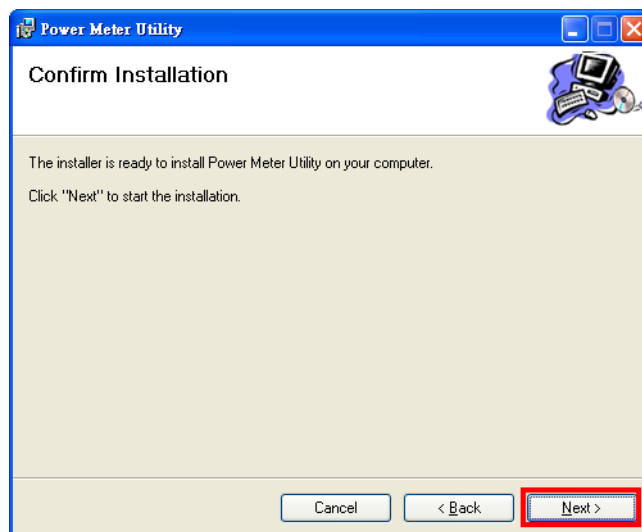 Power Meter Utility
Confirm Installation
The installer is ready to install Power Meter Utility on your computer.
Click "Next" to start the installation.
Cancel
< Back
Next >